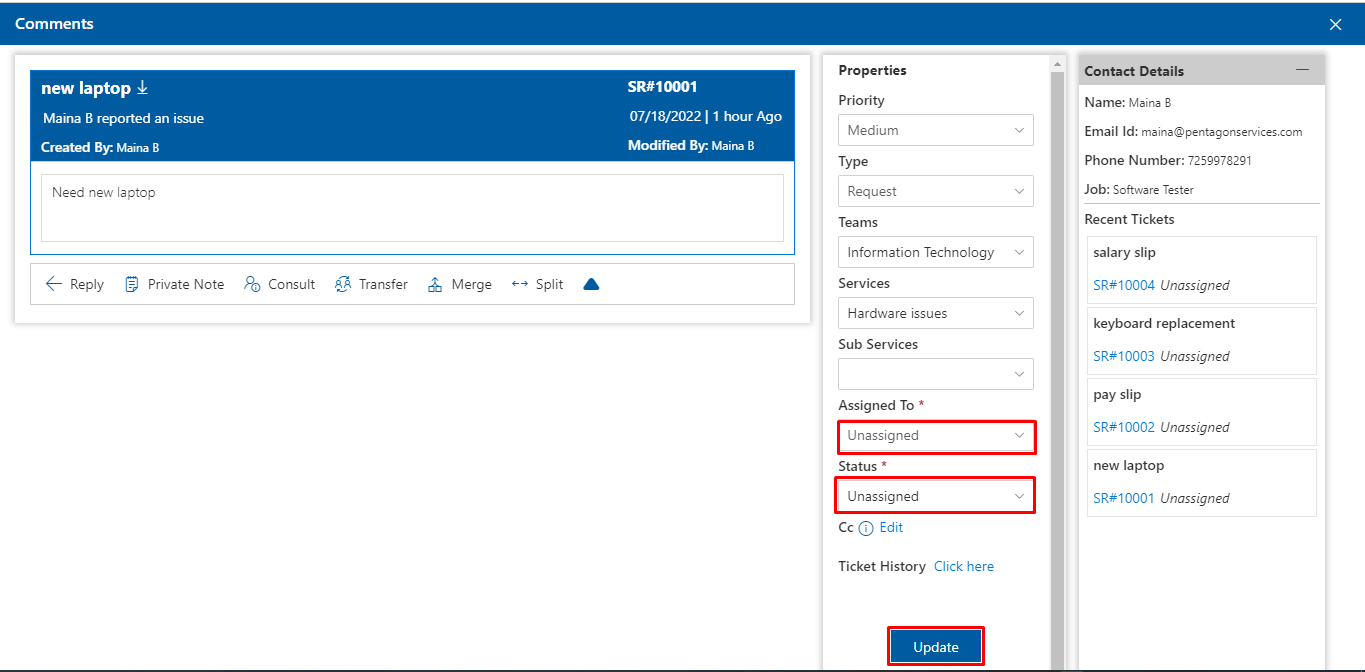 Comments
new laptop
SR#10001
Maina B reported an issue
07/18/2022 | 1 hour Ago
Created By: Maina B
Modified By: Maina B
Need new laptop
Reply Private Note Consult Transfer Merge Split
Properties
Priority
Medium
Type
Request
Teams
Information Technology
Services
Hardware issues
Sub Services
Assigned To *
Unassigned
Status *
Unassigned
Cc Edit
Ticket History Click here
Update
Contact Details
Name: Maina B
Email Id: maina@pentagonservices.com
Phone Number: 7259978291
Job: Software Tester
Recent Tickets
salary slip
SR#10004 Unassigned
keyboard replacement
SR#10003 Unassigned
pay slip
SR#10002 Unassigned
new laptop
SR#10001 Unassigned